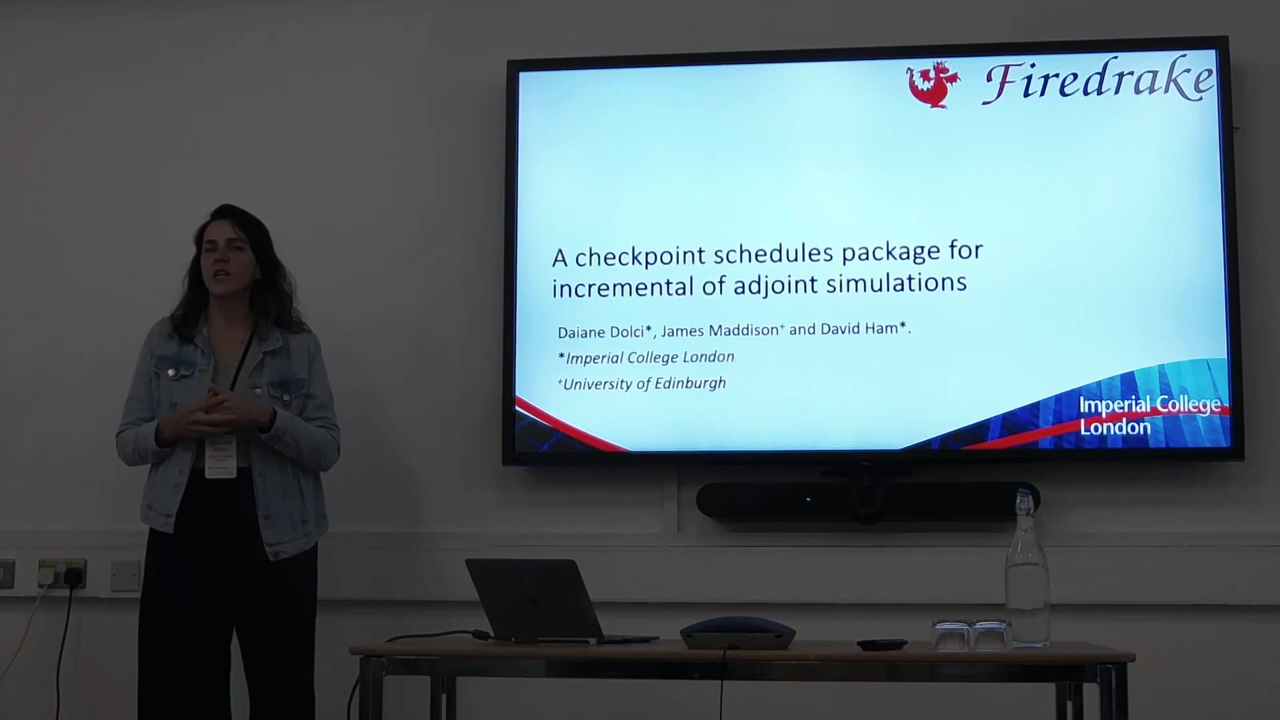 Firedrake
A checkpoint schedules package for
incremental of adjoint simulations
Daiane Dolci*, James Maddison⁺ and David Ham*.
*Imperial College London
⁺University of Edinburgh
Imperial College
London